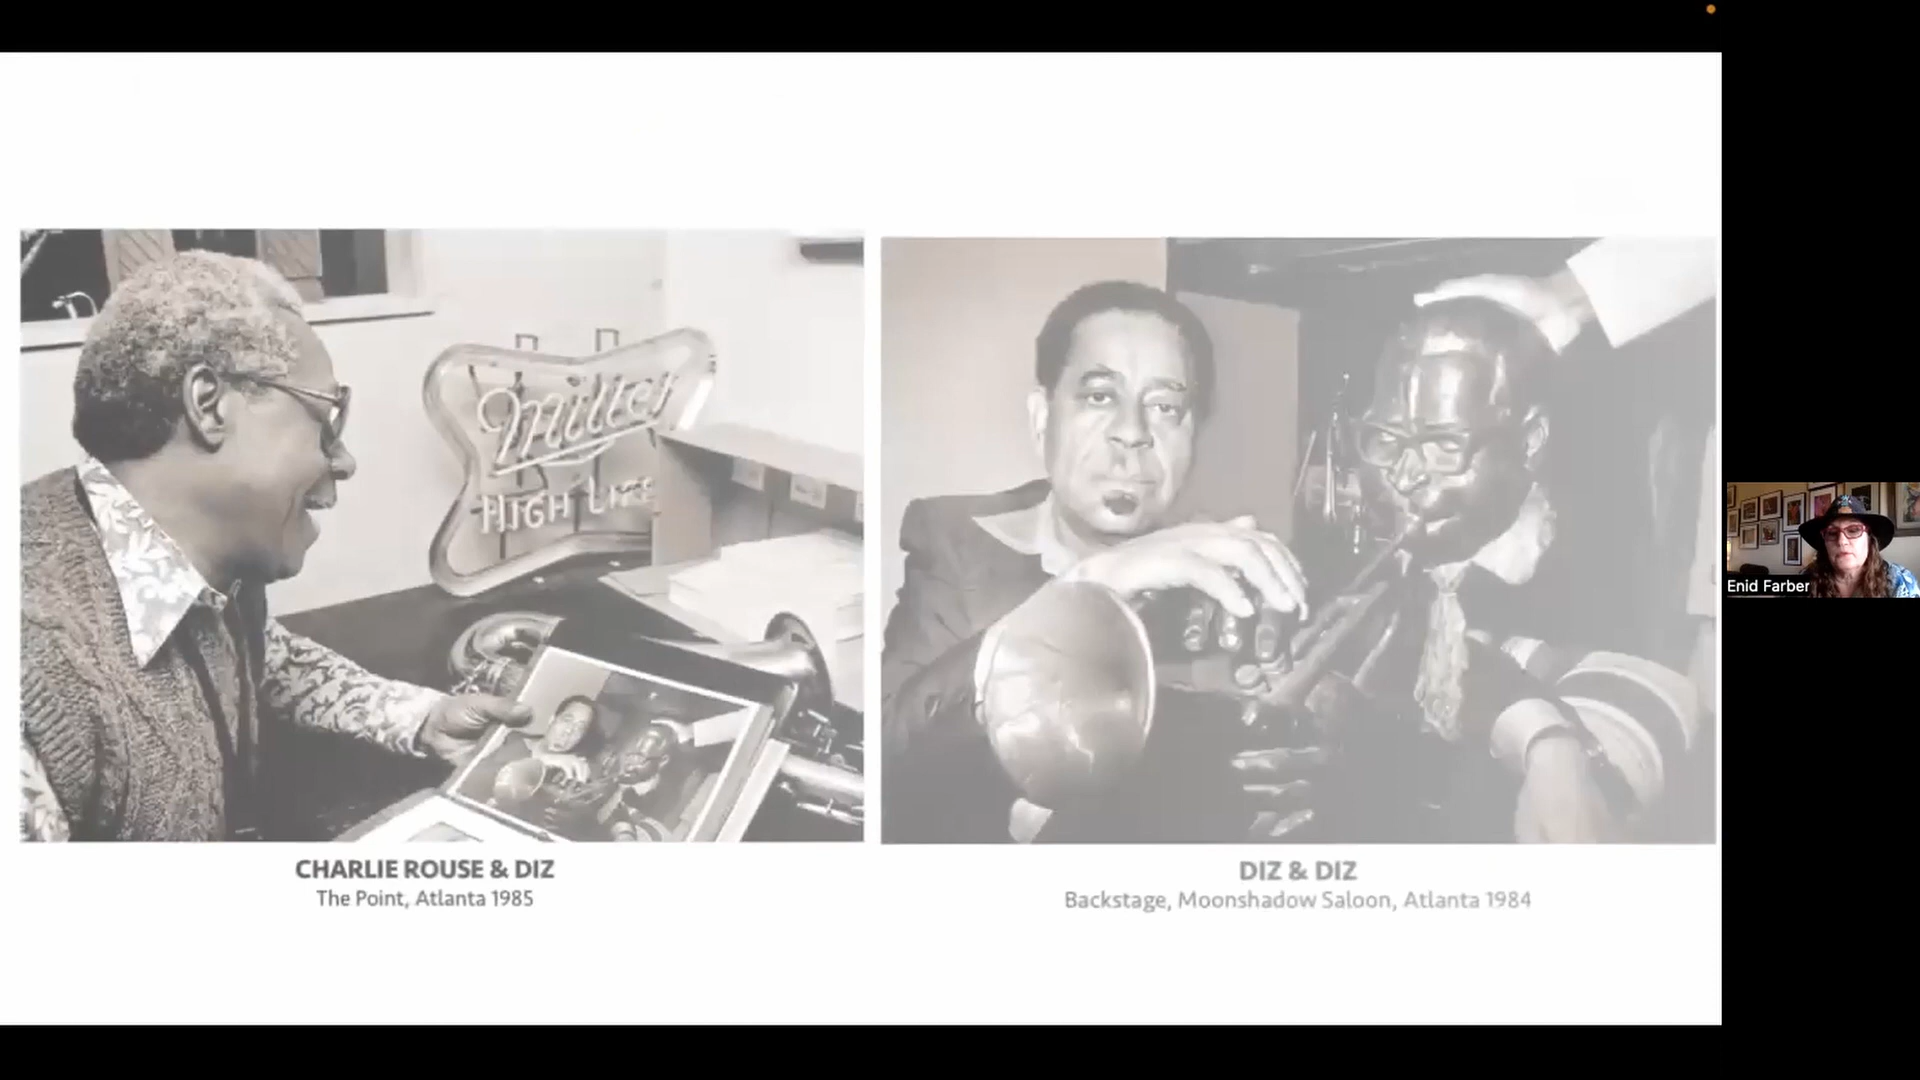 Miller
HIGH LIFE
CHARLIE ROUSE & DIZ
The Point, Atlanta 1985
DIZ & DIZ
Backstage, Moonshadow Saloon, Atlanta 1984
Enid Farber